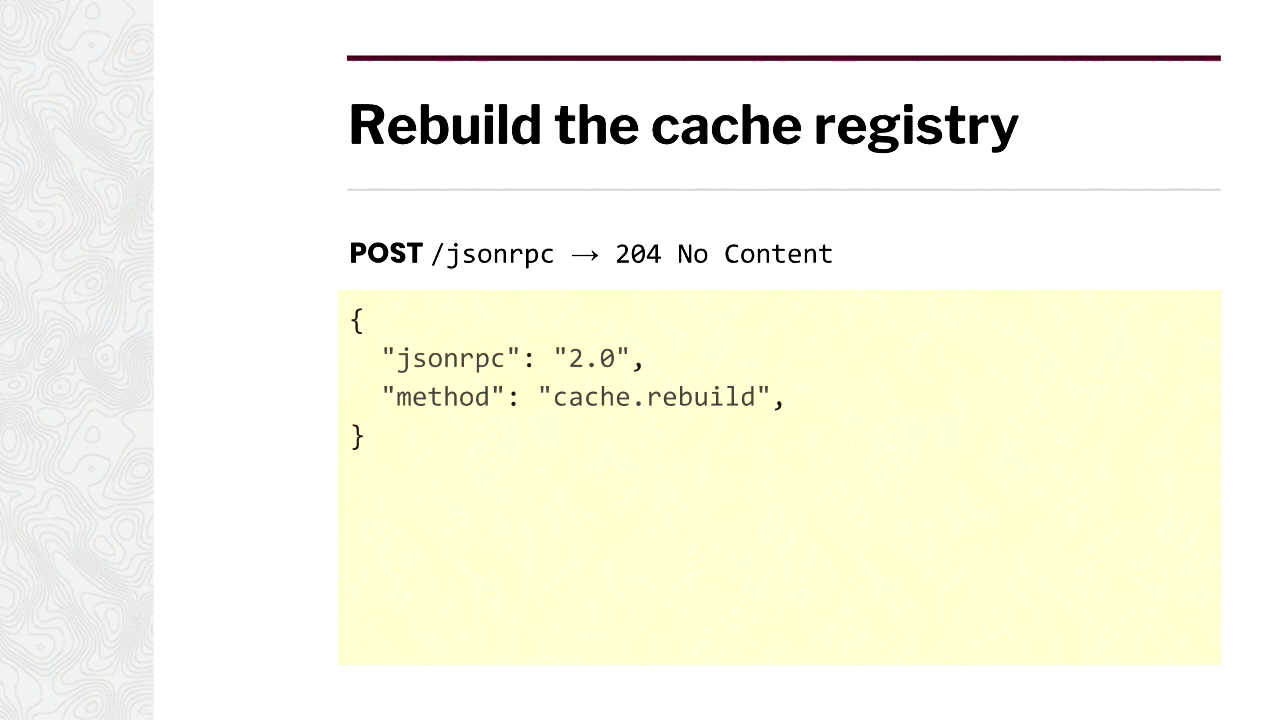 Rebuild the cache registry
POST /jsonrpc → 204 No Content
{
  "jsonrpc": "2.0",
  "method": "cache.rebuild",
}